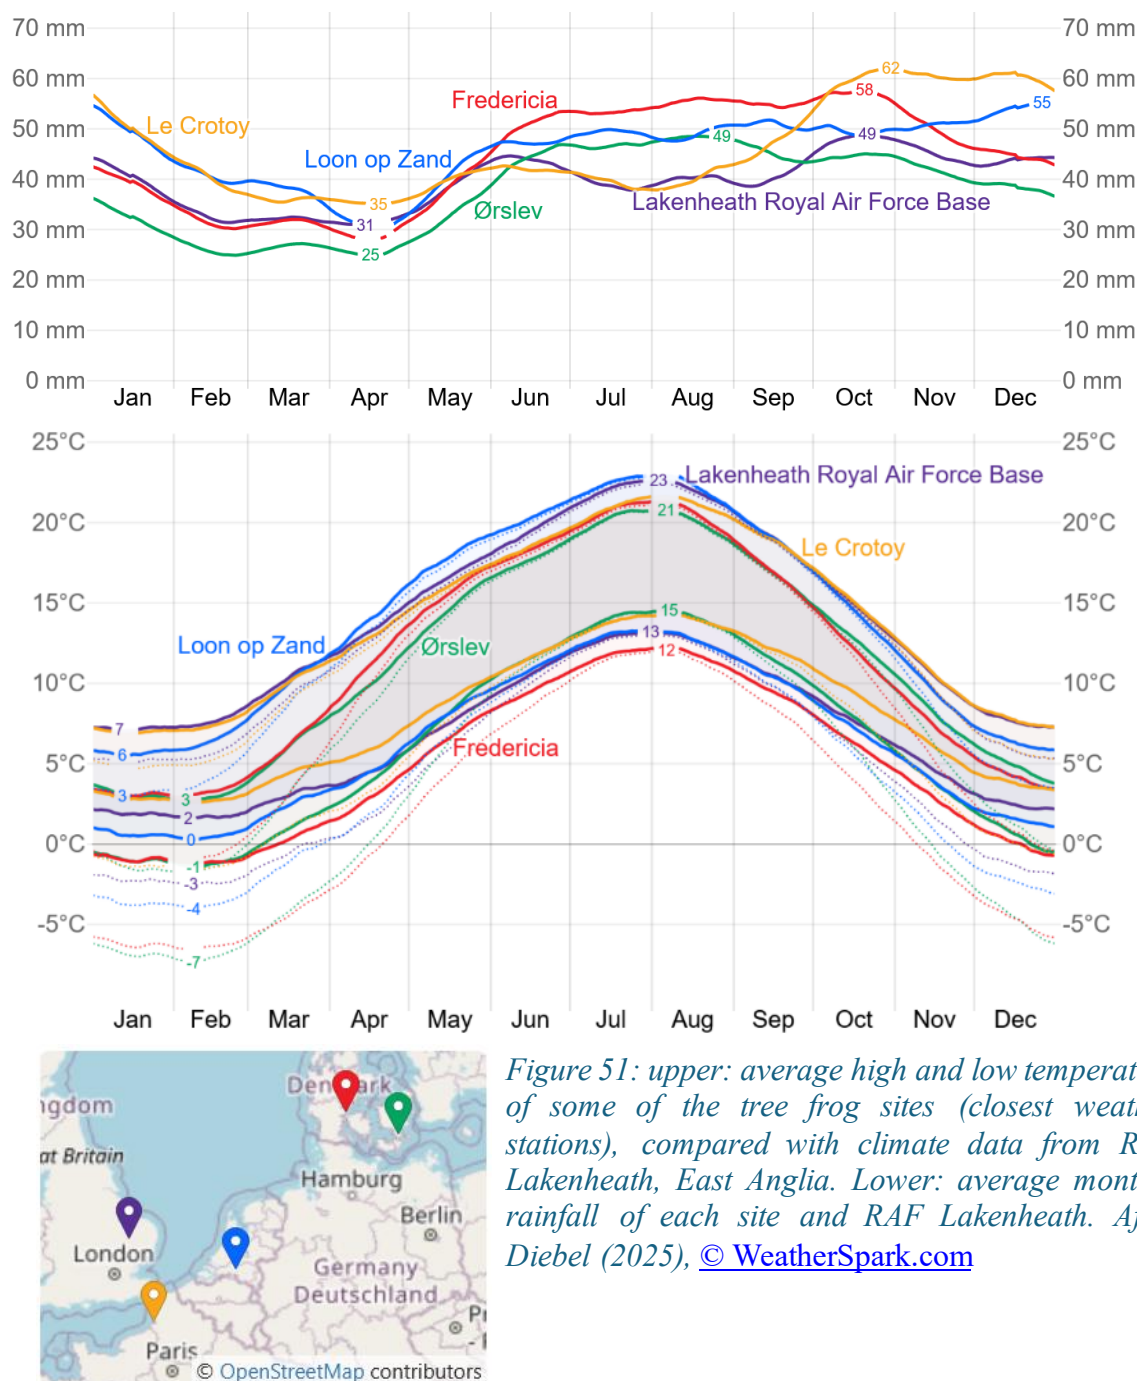 70 mm 70 mm
60 mm 62 60 mm
Fredericia 58 55
Le Crotoy
50 mm 49 49 50 mm
Loon op Zand
40 mm 35 40 mm
Ørslev Lakenheath Royal Air Force Base
30 mm 31 30 mm
25
20 mm 20 mm
10 mm 10 mm
0 mm 0 mm
Jan Feb Mar Apr May Jun Jul Aug Sep Oct Nov Dec
25°C 25°C
23 Lakenheath Royal Air Force Base
20°C 21 20°C
Le Crotoy
15°C 15 15°C
Loon op Zand Ørslev 13
12
10°C 10°C
7 Fredericia
6
5°C 5°C
3 3
2
0°C 0 0°C
-1
-3
-4
-5°C -5°C
-7
Jan Feb Mar Apr May Jun Jul Aug Sep Oct Nov Dec
Denmark
ngdom
at Britain
Hamburg
Berlin
London
Germany
Deutschland
Paris
© OpenStreetMap contributors
Figure 51: upper: average high and low temperat
of some of the tree frog sites (closest weath
stations), compared with climate data from R
Lakenheath, East Anglia. Lower: average mont
rainfall of each site and RAF Lakenheath. Af
Diebel (2025), © WeatherSpark.com